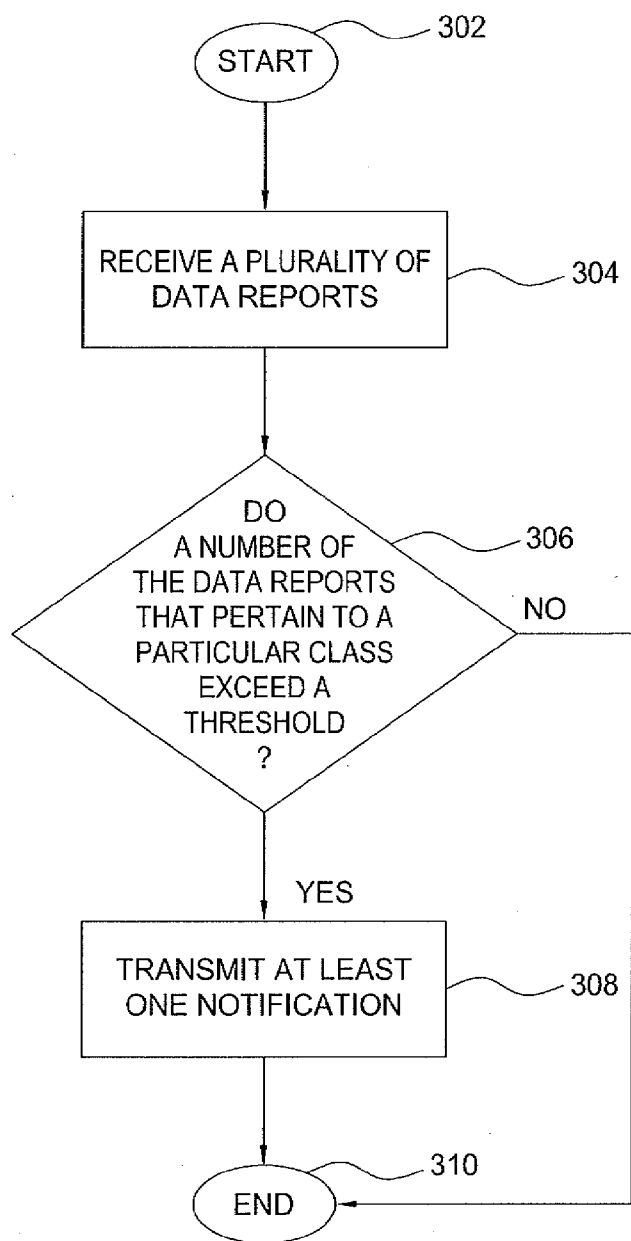 302
START
RECEIVE A PLURALITY OF
DATA REPORTS
304
DO
A NUMBER OF
THE DATA REPORTS
THAT PERTAIN TO A
PARTICULAR CLASS
EXCEED A
THRESHOLD
?
306
NO
YES
TRANSMIT AT LEAST
ONE NOTIFICATION
308
310
END